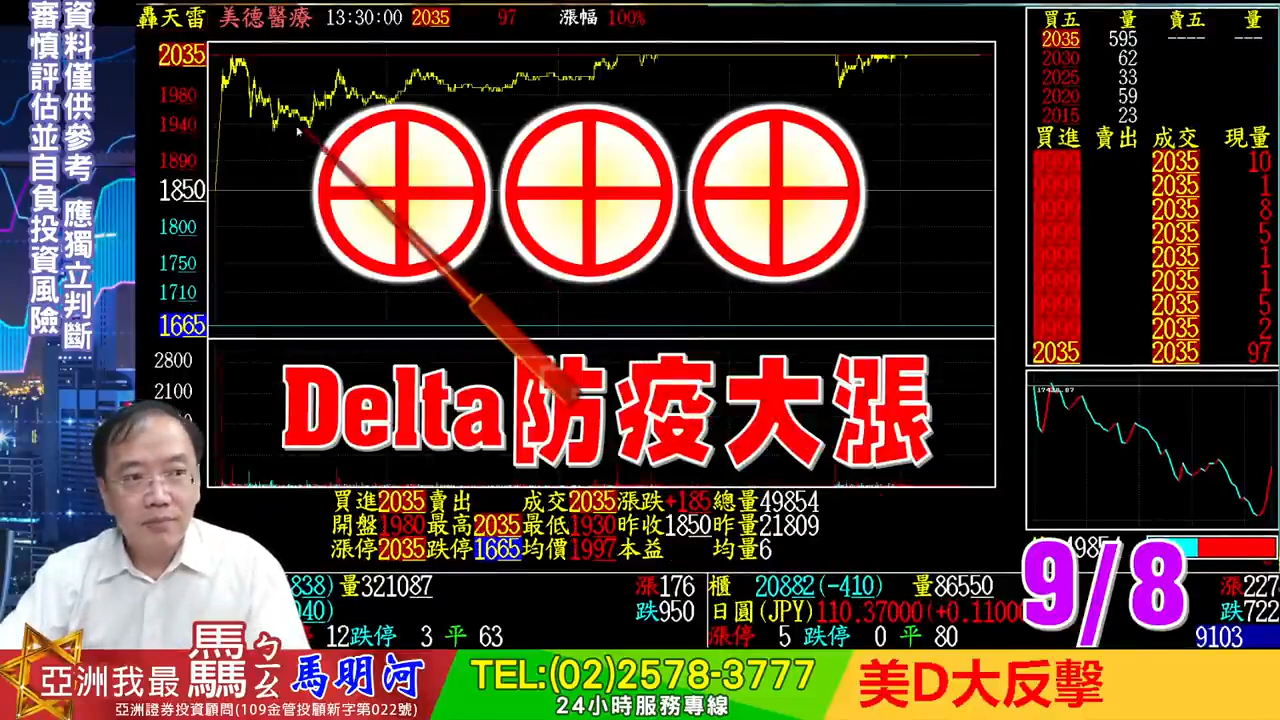 資料僅供參考 應獨立判斷
審慎評估並自負投資風險
轟天雷 美德醫療 13:30:00 2035 97 漲幅 100%
2035
1980
1940
1890
1850
1800
1750
1710
1665
2800
2100
Delta防疫大漲
買進2035賣出 成交2035漲跌+185總量49854
開盤1980最高2035最低1930昨收1850昨量21809
漲停2035跌停1665均價1997本益 均量6
買五 量 賣五 量
2035 595 ---- ---
2030 62
2025 33
2020 59
2015 23
買進 賣出 成交 現量
2035 10
2035 1
2035 8
2035 5
2035 1
2035 1
2035 5
2035 2
2035 2035 97
49854
9/8
838) 量321087 漲176 櫃 20882(-410) 量86550 漲227
040) 跌950 日圓(JPY)110.37000(+0.11000 跌722
12跌停 3 平 63 漲停 5 跌停 0 平 80 9103
亞洲我最馬驫ㄅㄧㄠ馬明河
亞洲證券投資顧問(109金管投顧新字第022號)
TEL:(02)2578-3777
24小時服務專線
美D大反擊